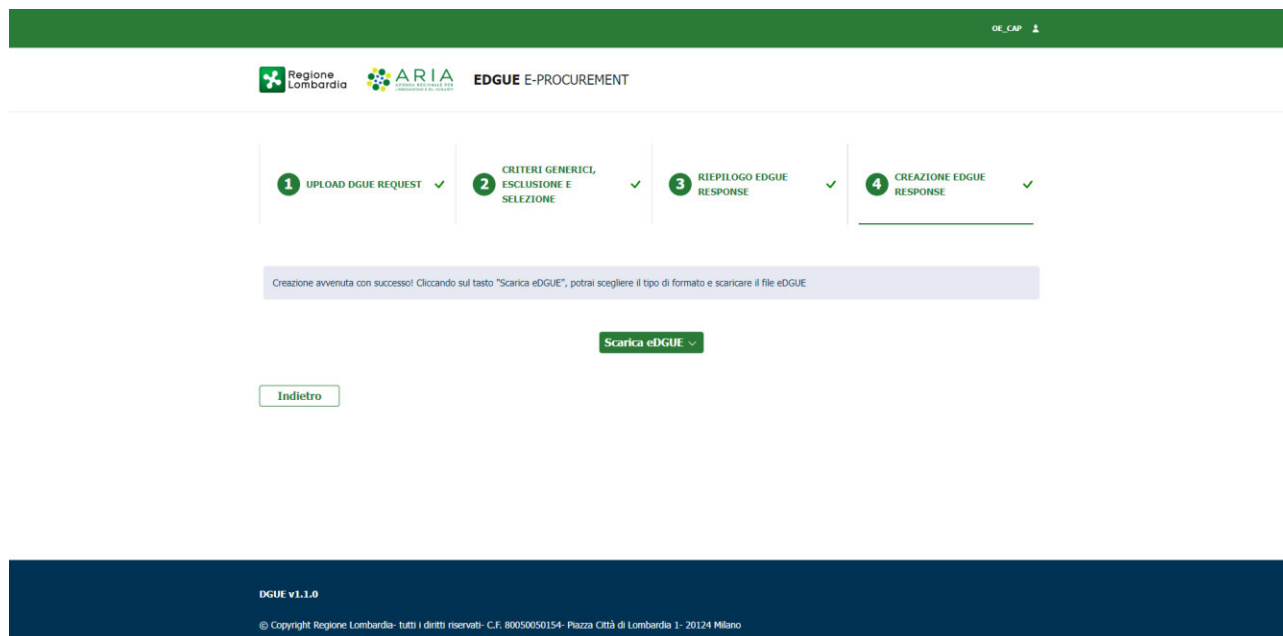 OE_CAP
Regione
Lombardia
ARIA
EDGUE E-PROCUREMENT
1 UPLOAD DGUE REQUEST
2 CRITERI GENERICI,
ESCLUSIONE E
SELEZIONE
3 RIEPILOGO EDGUE
RESPONSE
4 CREAZIONE EDGUE
RESPONSE
Creazione avvenuta con successo! Cliccando sul tasto "Scarica eDGUE", potrai scegliere il tipo di formato e scaricare il file eDGUE
Scarica eDGUE
Indietro
DGUE v1.1.0
© Copyright Regione Lombardia- tutti i diritti riservati- C.F. 80050050154- Piazza Città di Lombardia 1- 20124 Milano